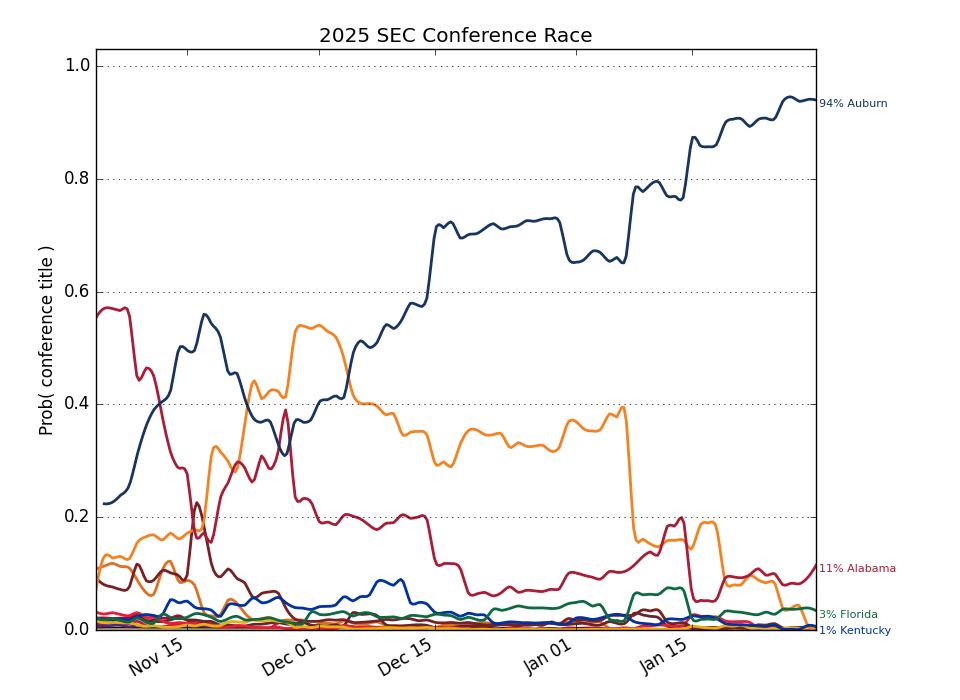 2025 SEC Conference Race
Prob( conference title )
1.0
0.8
0.6
0.4
0.2
0.0
94% Auburn
11% Alabama
3% Florida
1% Kentucky
Nov 15
Dec 01
Dec 15
Jan 01
Jan 15